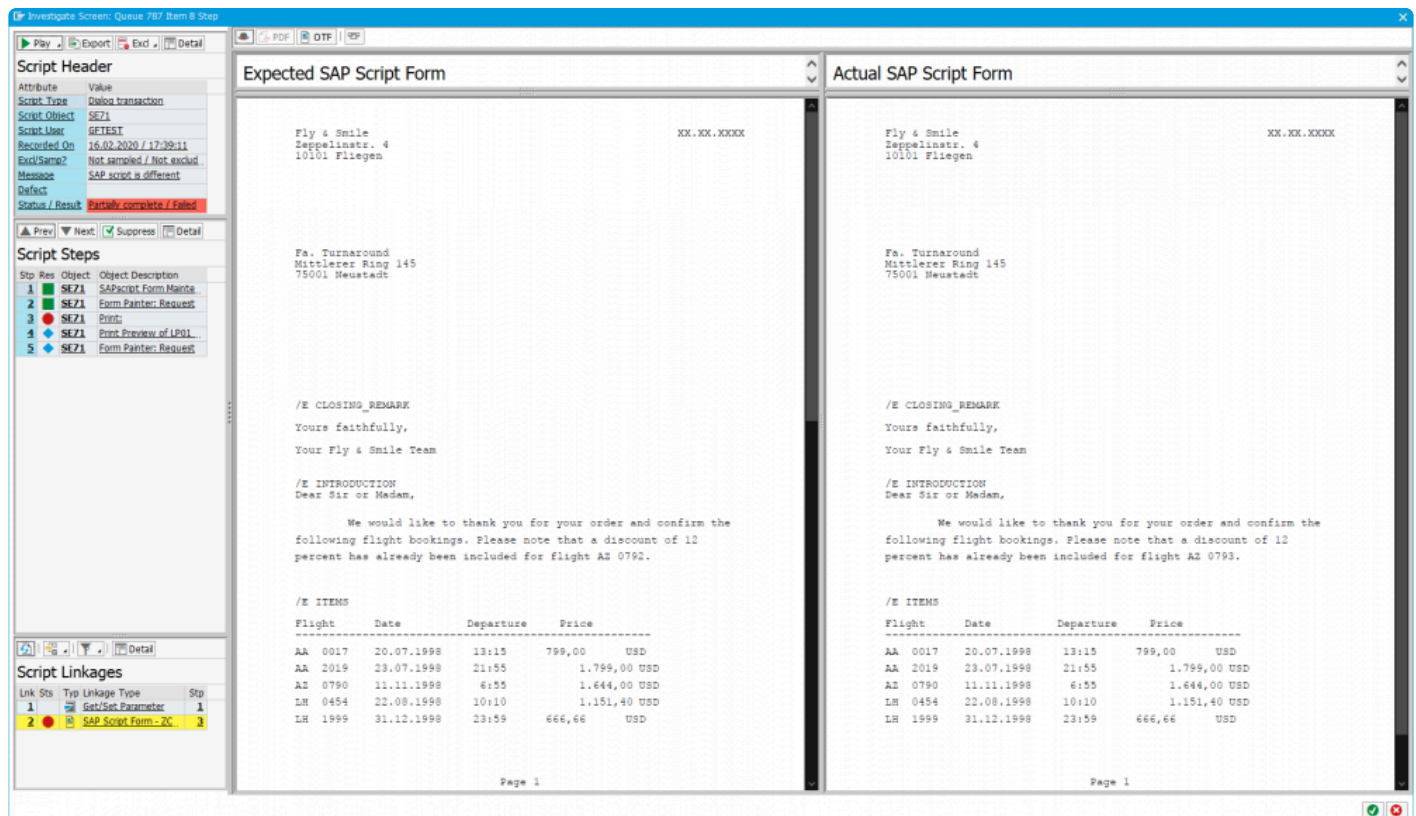 Investigate Screen: Queue 787 Item 8 Step
Play Export Excl Detail
Script Header
Attribute Value
Script Type Dialog transaction
Script Object SE71
Script User GFTEST
Recorded On 16.02.2020 / 17:39:11
Excl/Samp? Not sampled / Not exclud
Message SAP script is different
Defect
Status / Result Partially complete / Failed
Prev Next Suppress Detail
Script Steps
Stp Res Object Object Description
1 SE71 SAPscript Form Mainte
2 SE71 Form Painter: Request
3 SE71 Print:
4 SE71 Print Preview of LP01
5 SE71 Form Painter: Request
Detail
Script Linkages
Lnk Sts Typ Linkage Type Stp
1 Get/Set Parameter 1
2 SAP Script Form - ZC 3
PDF OTF
Expected SAP Script Form
Fly & Smile XX.XX.XXXX
Zeppelinstr. 4
10101 Fliegen
Fa. Turnaround
Mittlerer Ring 145
75001 Neustadt
/E CLOSING_REMARK
Yours faithfully,
Your Fly & Smile Team
/E INTRODUCTION
Dear Sir or Madam,
We would like to thank you for your order and confirm the
following flight bookings. Please note that a discount of 12
percent has already been included for flight AZ 0792.
/E ITEMS
Flight Date Departure Price
------------------------------------------------------
AA 0017 20.07.1998 13:15 799,00 USD
AA 2019 23.07.1998 21:55 1.799,00 USD
AZ 0790 11.11.1998 6:55 1.644,00 USD
LH 0454 22.08.1998 10:10 1.151,40 USD
LH 1999 31.12.1998 23:59 666,66 USD
Page 1
Actual SAP Script Form
Fly & Smile XX.XX.XXXX
Zeppelinstr. 4
10101 Fliegen
Fa. Turnaround
Mittlerer Ring 145
75001 Neustadt
/E CLOSING_REMARK
Yours faithfully,
Your Fly & Smile Team
/E INTRODUCTION
Dear Sir or Madam,
We would like to thank you for your order and confirm the
following flight bookings. Please note that a discount of 12
percent has already been included for flight AZ 0793.
/E ITEMS
Flight Date Departure Price
------------------------------------------------------
AA 0017 20.07.1998 13:15 799,00 USD
AA 2019 23.07.1998 21:55 1.799,00 USD
AZ 0790 11.11.1998 6:55 1.644,00 USD
LH 0454 22.08.1998 10:10 1.151,40 USD
LH 1999 31.12.1998 23:59 666,66 USD
Page 1